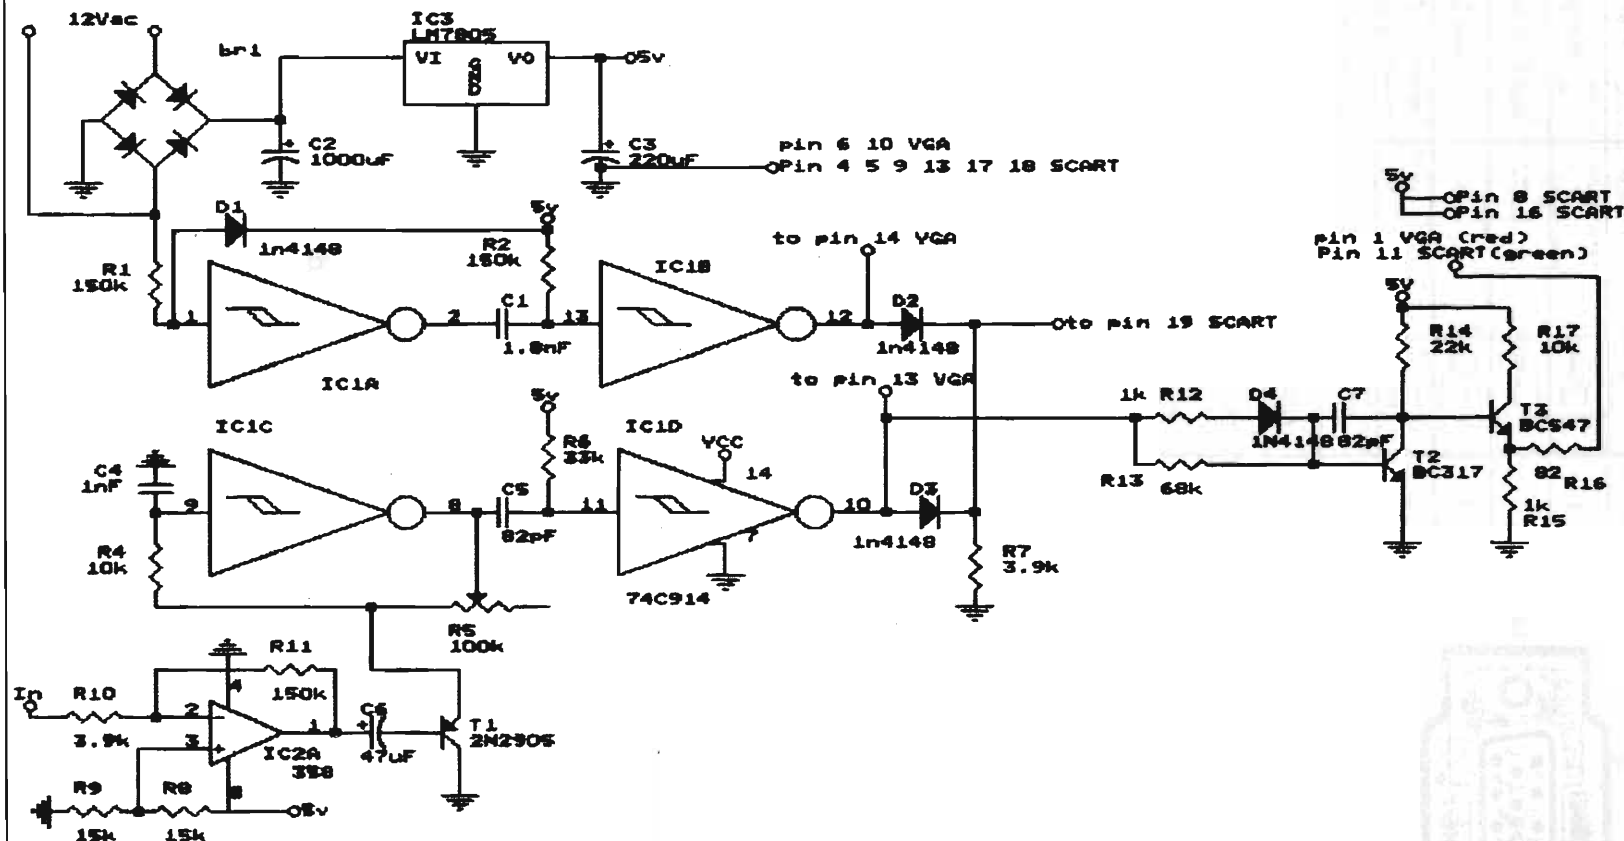 12Vac
br1
IC3
LM7805
VI
GND
VO
5v
C2
1000uF
C3
220uF
pin 6 10 VGA
Pin 4 5 9 13 17 18 SCART
5v
Pin 8 SCART
Pin 16 SCART
pin 1 VGA (red)
Pin 11 SCART(green)
D1
1n4148
5v
R2
150k
to pin 14 VGA
R1
150k
1
2
C1
1.8nF
13
IC1A
IC1B
12
D2
1n4148
to pin 19 SCART
to pin 13 VGA
5V
R14
22k
R17
10k
1k R12
D4
1N4148
C7
82pF
T3
BC547
T2
BC317
R13
68k
82
R16
1k
R15
IC1C
5v
R6
33k
IC1D
VCC
14
C4
1nF
9
8
C5
82pF
11
7
10
D3
1n4148
74C914
R7
3.9k
R4
10k
R5
100k
In
R10
3.9k
R11
150k
4
2
3
1
IC2A
358
8
C6
47uF
T1
2N2905
R9
15k
R8
15k
5v